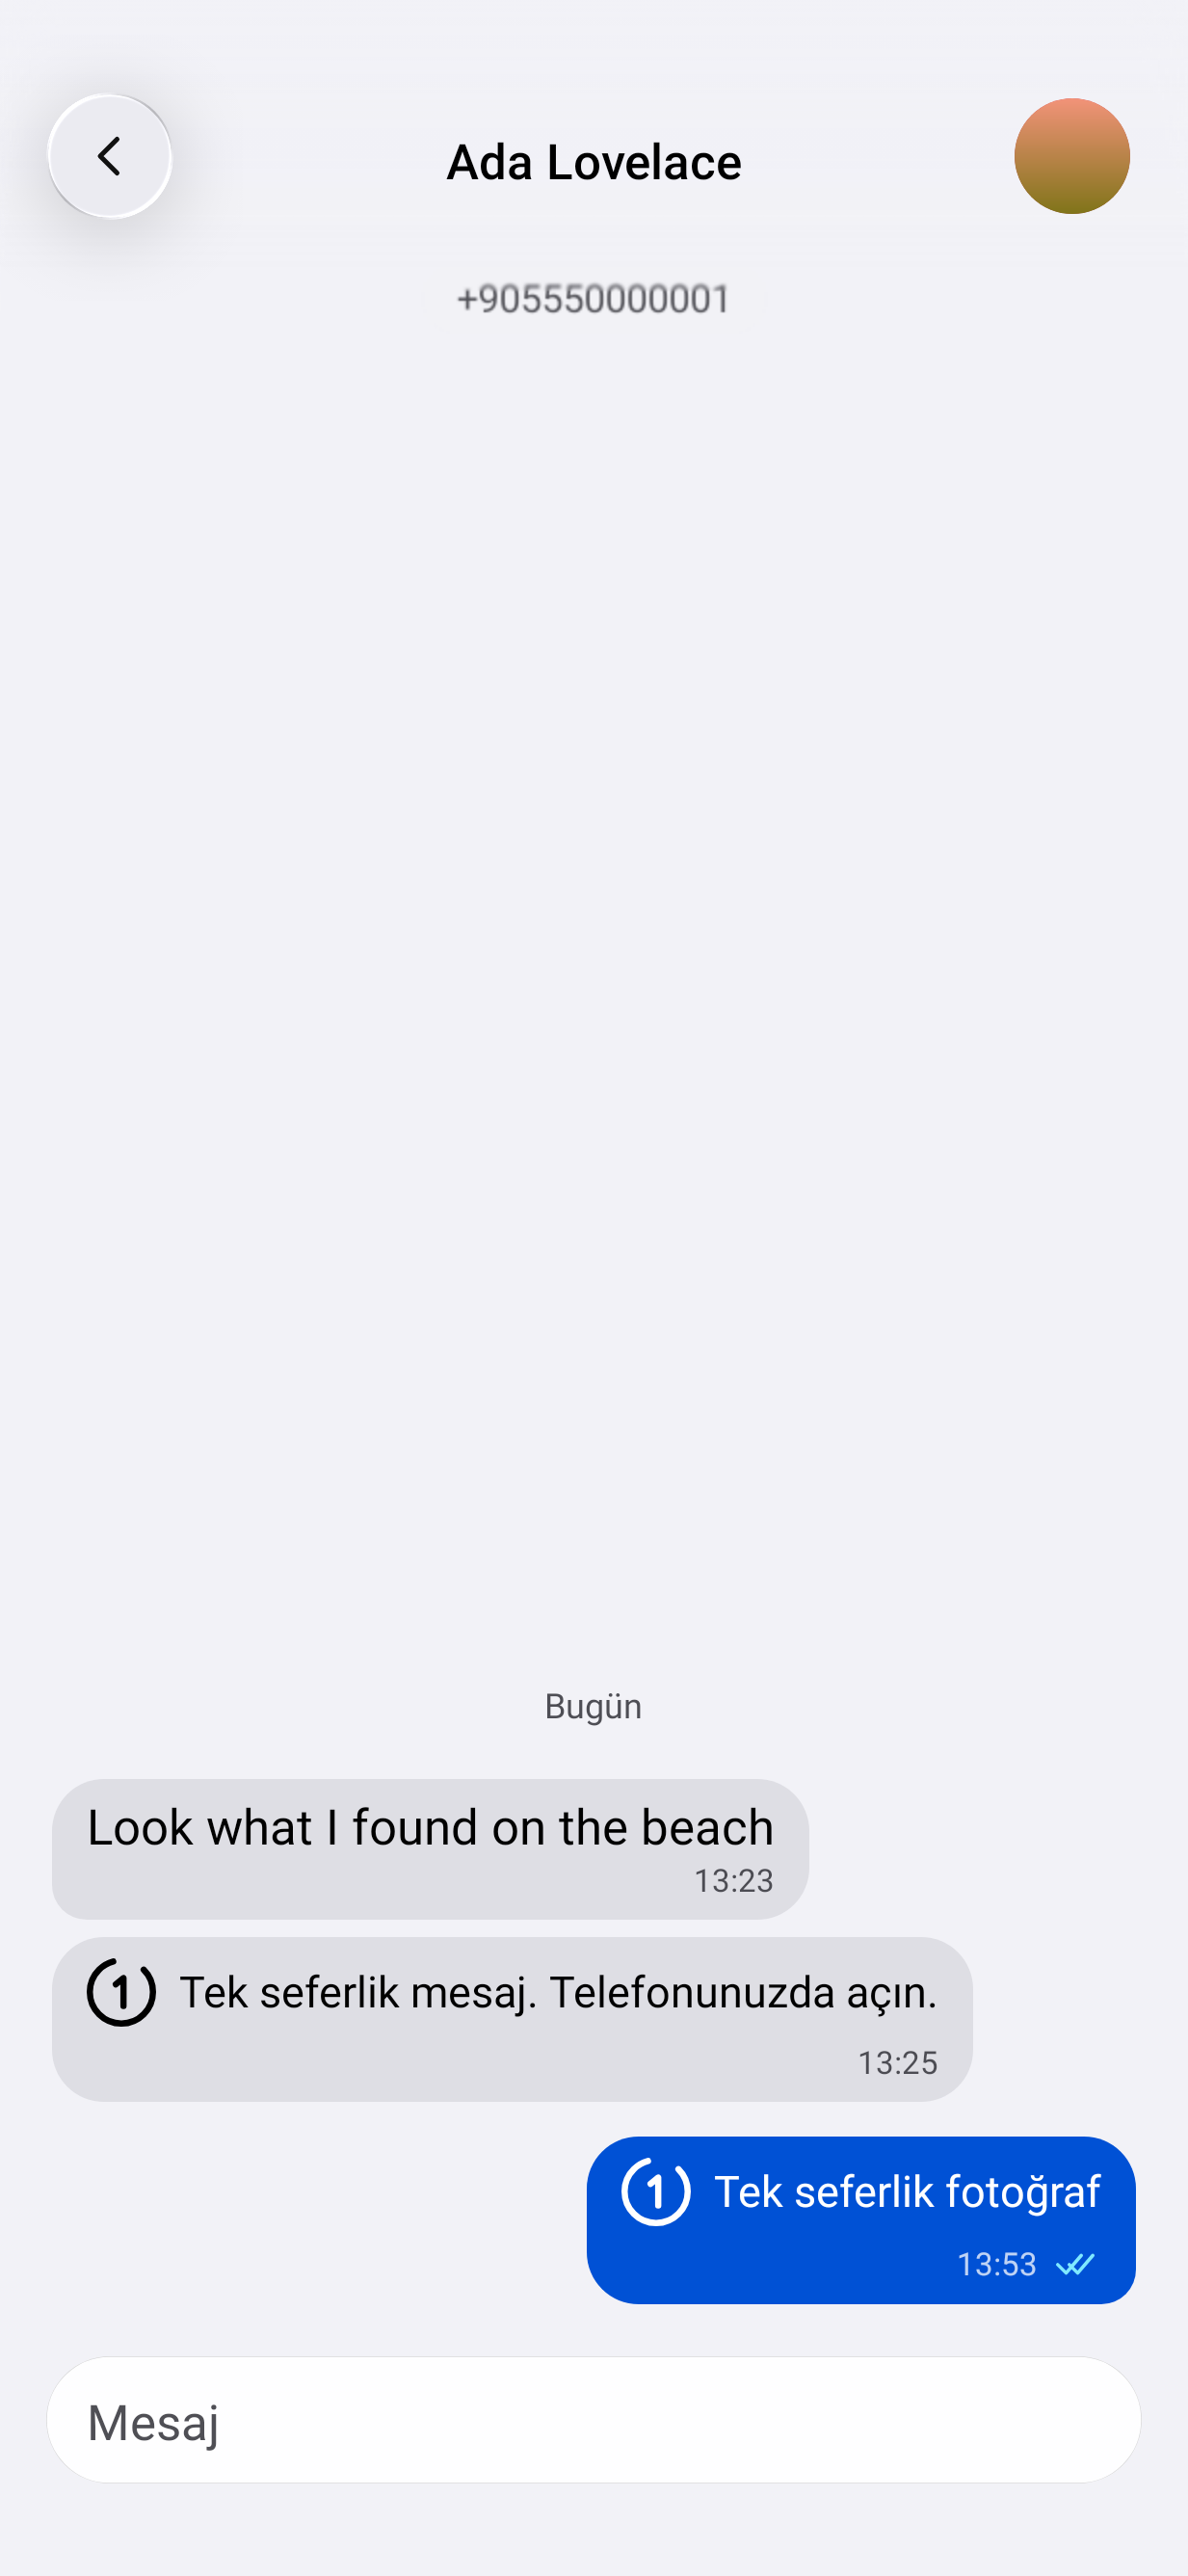 Ada Lovelace
+905550000001
Bugün
Look what I found on the beach
13:23
1 Tek seferlik mesaj. Telefonunuzda açın.
13:25
1 Tek seferlik fotoğraf
13:53
Mesaj